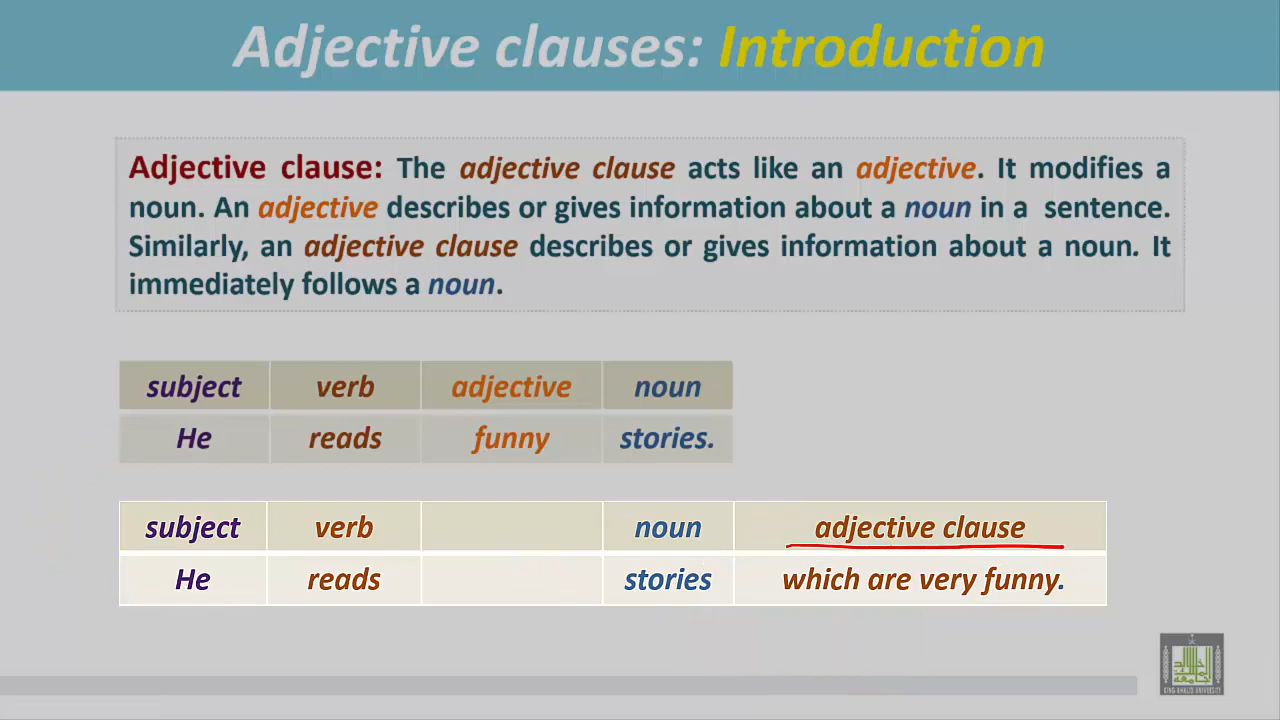 Adjective clauses: Introduction
Adjective clause: The adjective clause acts like an adjective. It modifies a
noun. An adjective describes or gives information about a noun in a sentence.
Similarly, an adjective clause describes or gives information about a noun. It
immediately follows a noun.
subject verb adjective noun
He reads funny stories.
subject verb noun adjective clause
He reads stories which are very funny.
KING KHALID UNIVERSITY